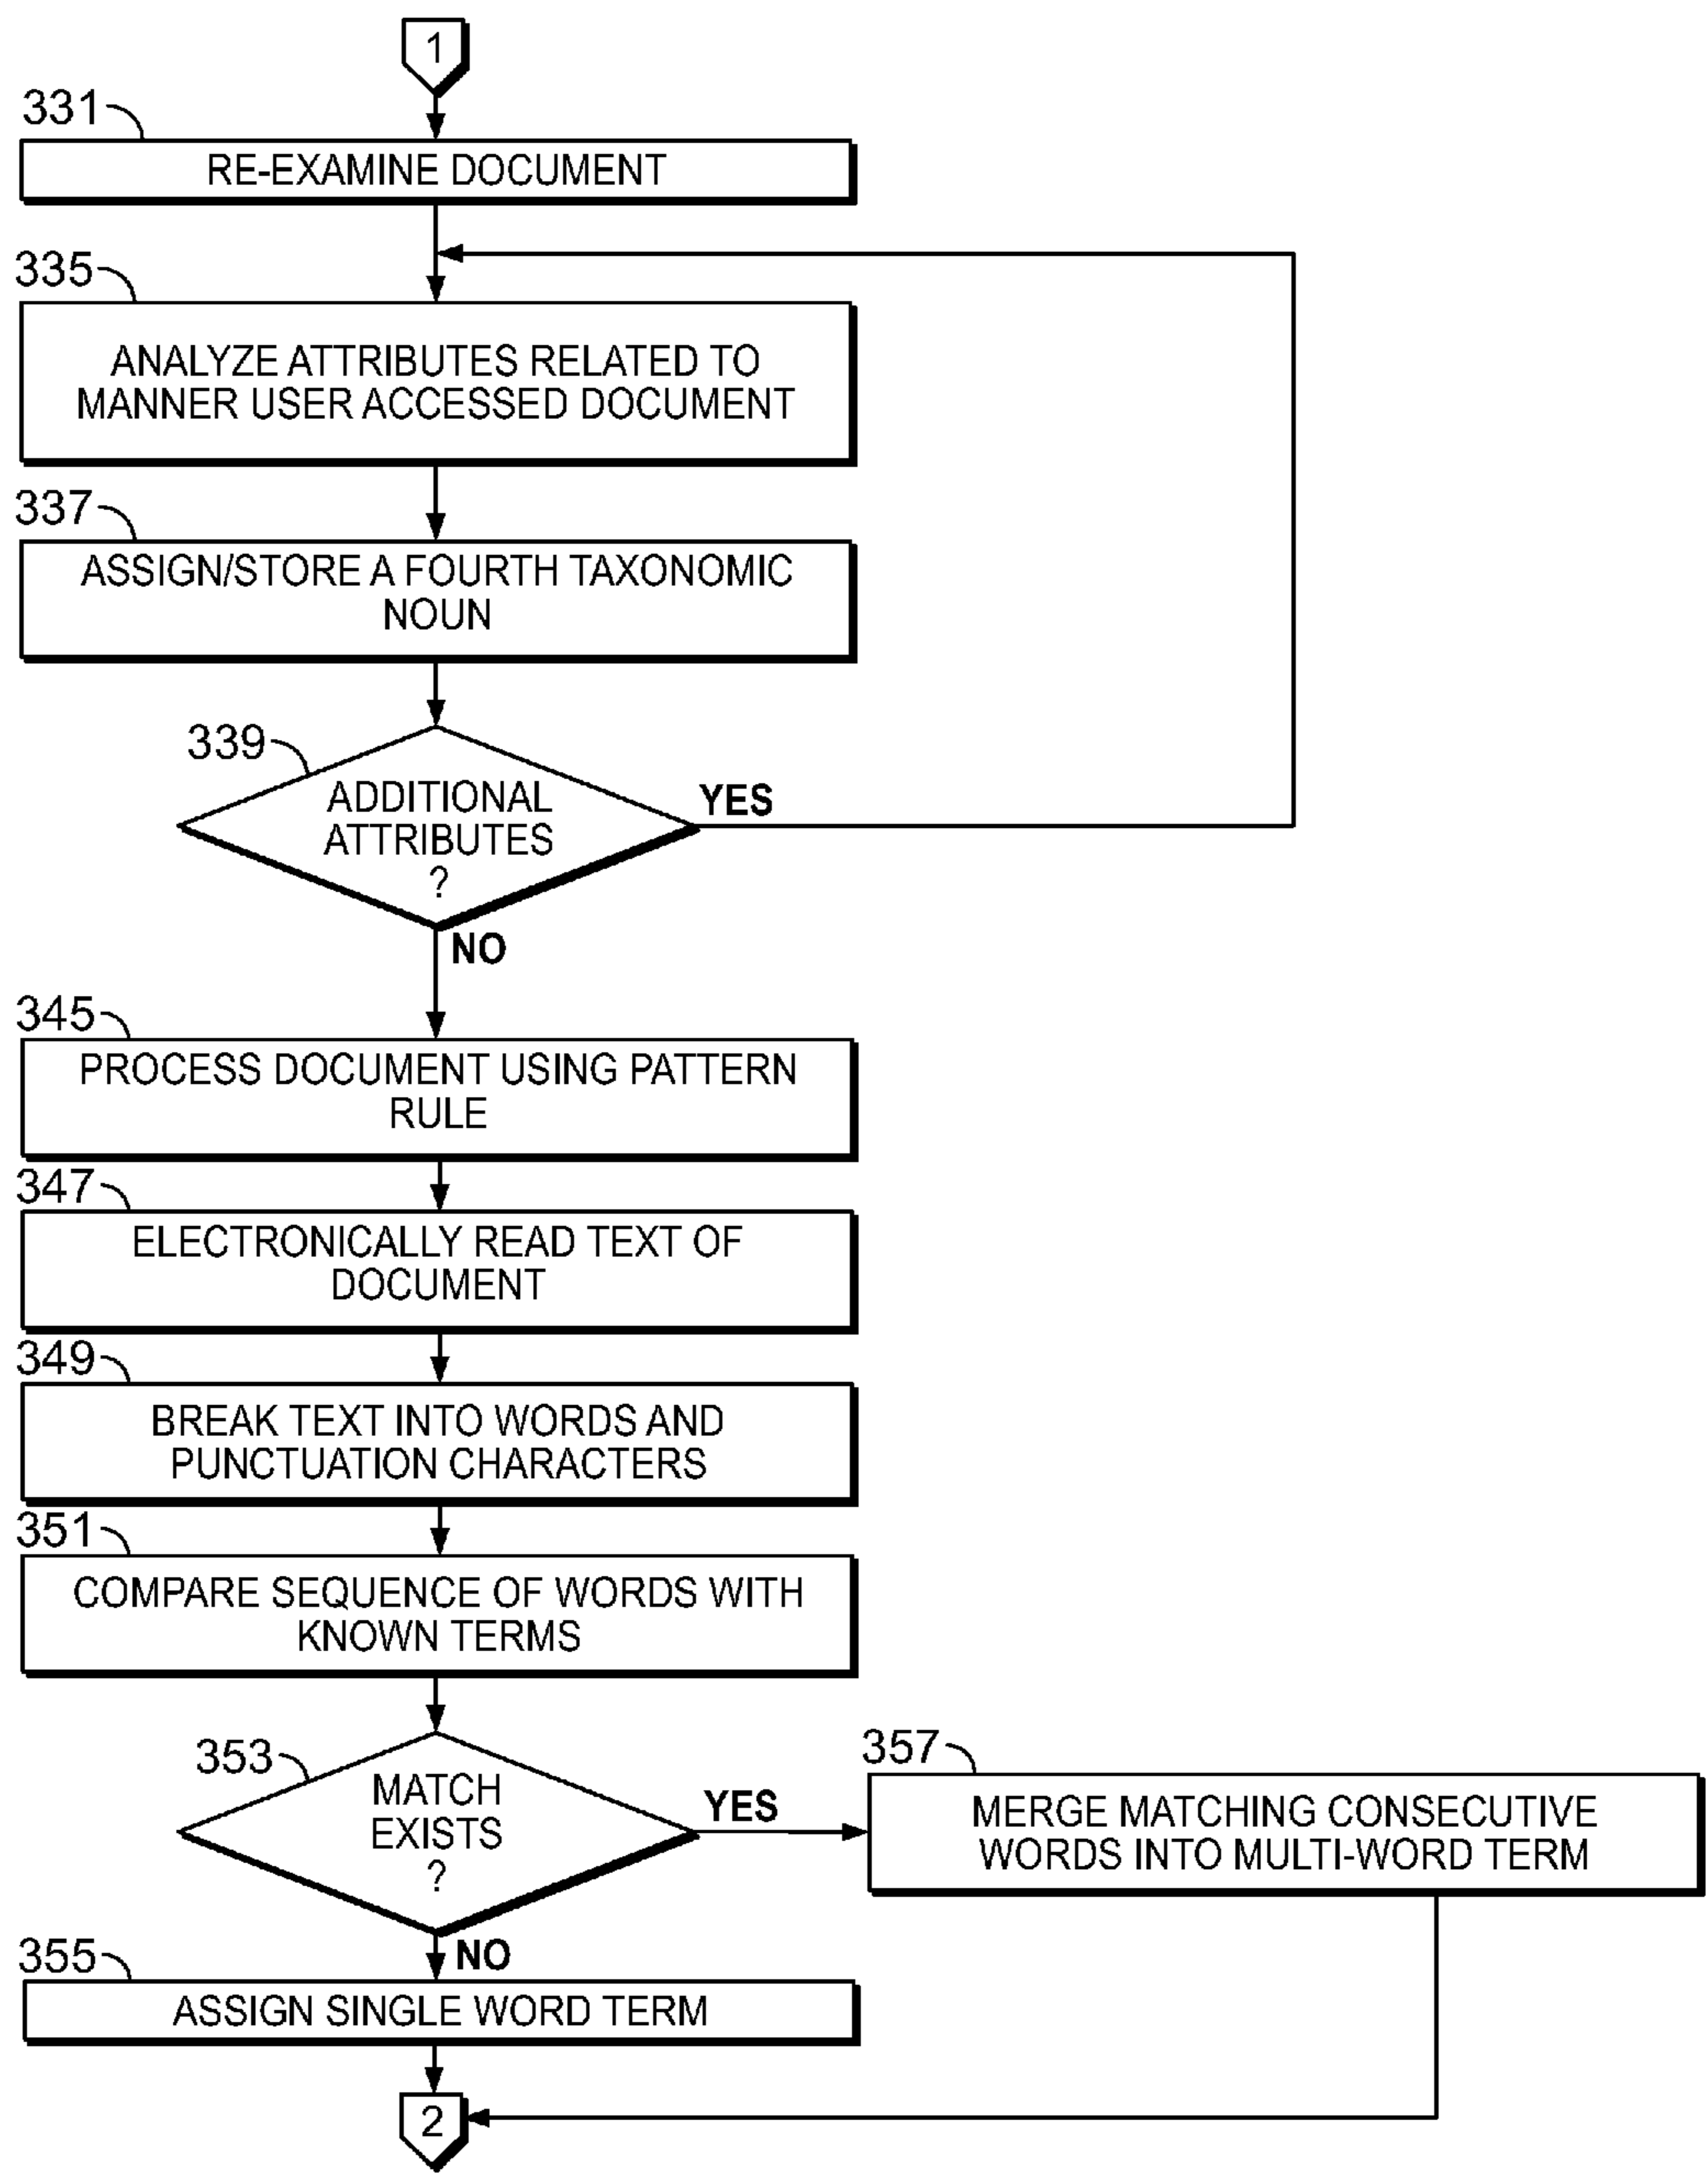 1
331
RE-EXAMINE DOCUMENT
335
ANALYZE ATTRIBUTES RELATED TO
MANNER USER ACCESSED DOCUMENT
337
ASSIGN/STORE A FOURTH TAXONOMIC
NOUN
339
ADDITIONAL
ATTRIBUTES
?
YES
NO
345
PROCESS DOCUMENT USING PATTERN
RULE
347
ELECTRONICALLY READ TEXT OF
DOCUMENT
349
BREAK TEXT INTO WORDS AND
PUNCTUATION CHARACTERS
351
COMPARE SEQUENCE OF WORDS WITH
KNOWN TERMS
353
MATCH
EXISTS
?
YES
357
MERGE MATCHING CONSECUTIVE
WORDS INTO MULTI-WORD TERM
NO
355
ASSIGN SINGLE WORD TERM
2